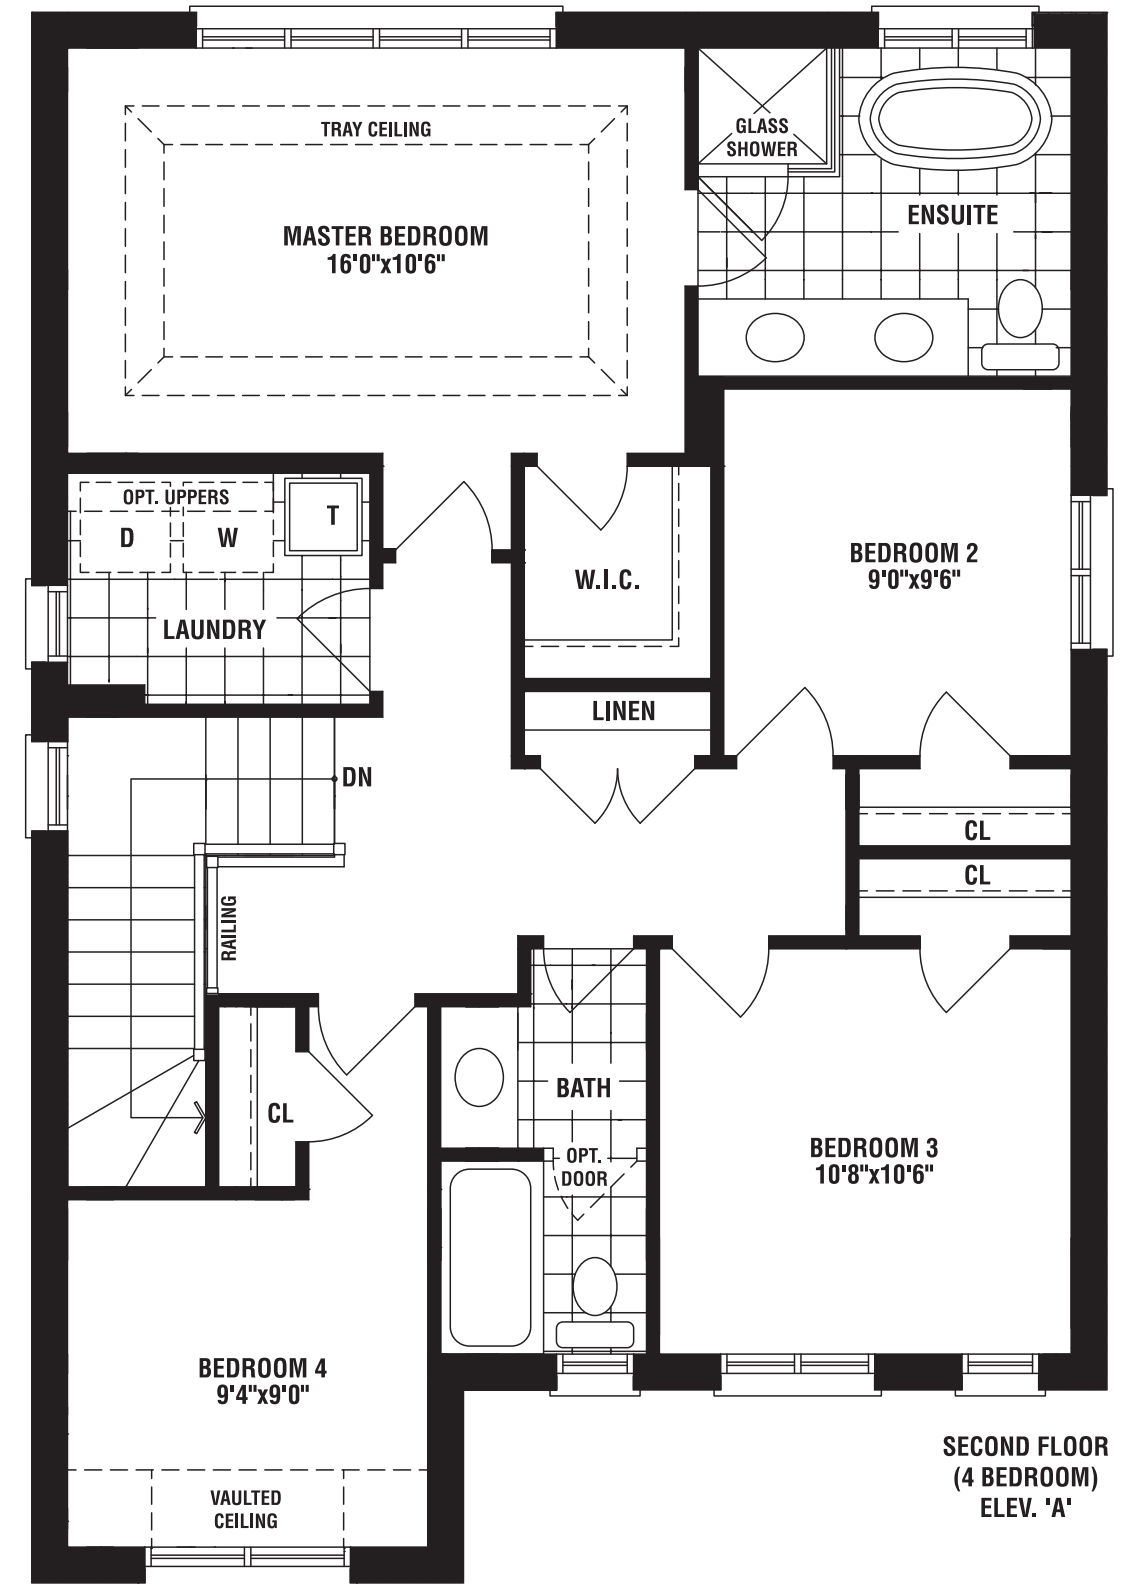 TRAY CEILING
GLASS
SHOWER
ENSUITE
MASTER BEDROOM
16'0"x10'6"
OPT. UPPERS
D
W
T
LAUNDRY
W.I.C.
BEDROOM 2
9'0"x9'6"
LINEN
DN
CL
CL
RAILING
CL
BATH
OPT.
DOOR
BEDROOM 3
10'8"x10'6"
BEDROOM 4
9'4"x9'0"
VAULTED
CEILING
SECOND FLOOR
(4 BEDROOM)
ELEV. 'A'